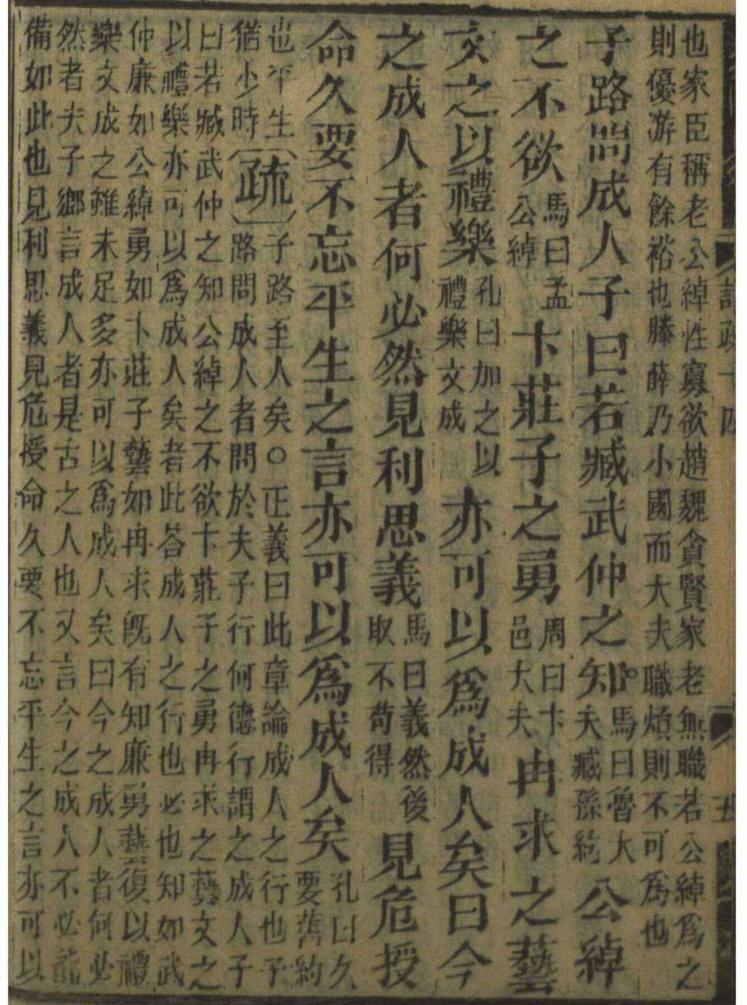 也家臣稱老公綽性寡欲趙魏貪賢家老無職若公綽爲之
則優游有餘裕也滕薛乃小國而大夫職煩則不可爲也
子路問成人子曰若臧武仲之知馬曰魯大夫臧孫紇公綽
之不欲馬曰孟公綽卞莊子之勇周曰卞邑大夫冉求之藝
文之以禮樂孔曰加之以禮樂文成亦可以爲成人矣曰今
之成人者何必然見利思義馬曰義然後取不苟得見危授
命久要不忘平生之言亦可以爲成人矣孔曰久要舊約
也平生猶少時疏子路至人矣○正義曰此章論成人之行也子路問成人者問於夫子行何德行謂之成人子
曰若臧武仲之知公綽之不欲卞莊子之勇冉求之藝文之
以禮樂亦可以爲成人矣者此答成人之行也必也知如武
仲廉如公綽勇如卞莊子藝如冉求既有知廉勇藝復以禮
樂文成之雖未足多亦可以爲成人矣曰今之成人者何必
然者夫子鄉言成人者是古之人也又言今之成人不必能
備如此也見利思義見危授命久要不忘平生之言亦可以